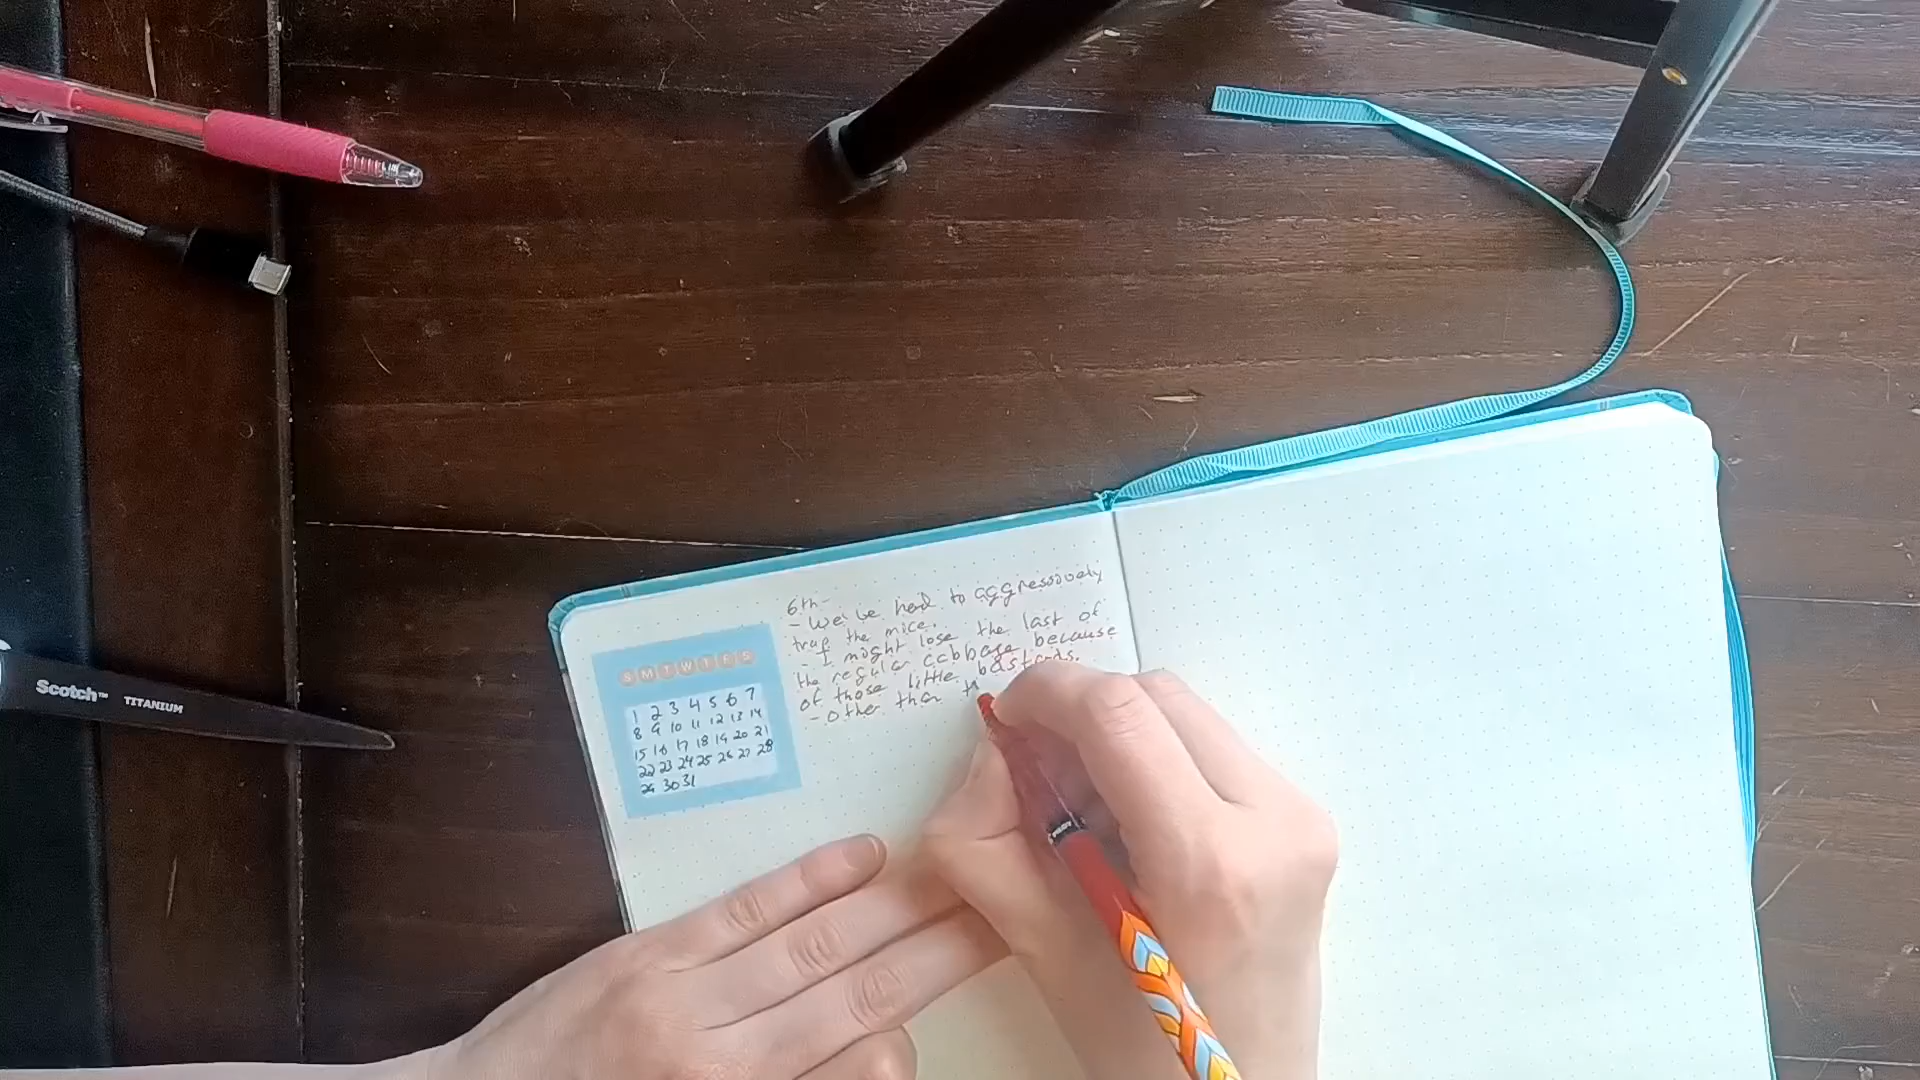 6th-
- We've had to aggressively
trap the mice.
- I might lose the last of
the regular cabbage because
of those little bastards.
- Other than
S M T W T F S
1 2 3 4 5 6 7
8 9 10 11 12 13 14
15 16 17 18 19 20 21
22 23 24 25 26 27 28
29 30 31
Scotch™ TITANIUM
PILOT